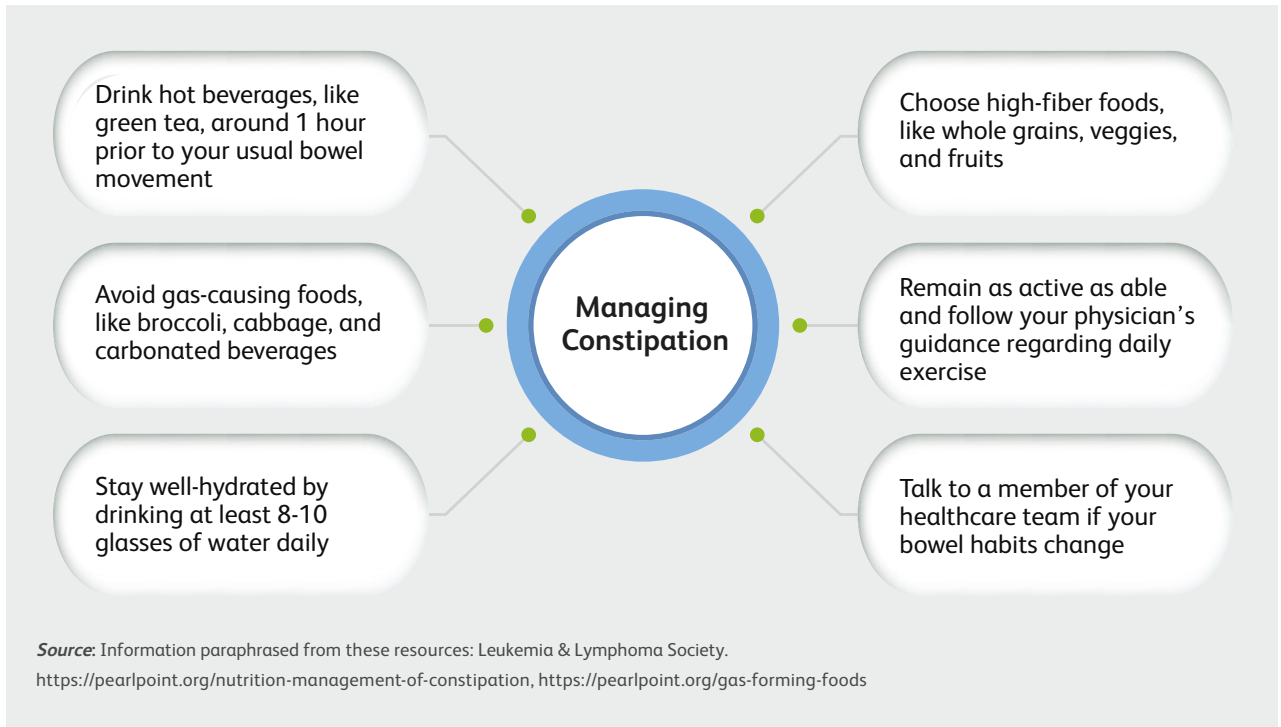 Drink hot beverages, like
green tea, around 1 hour
prior to your usual bowel
movement
Avoid gas-causing foods,
like broccoli, cabbage, and
carbonated beverages
Stay well-hydrated by
drinking at least 8-10
glasses of water daily
Managing
Constipation
Choose high-fiber foods,
like whole grains, veggies,
and fruits
Remain as active as able
and follow your physician’s
guidance regarding daily
exercise
Talk to a member of your
healthcare team if your
bowel habits change
Source: Information paraphrased from these resources: Leukemia & Lymphoma Society.
https://pearlpoint.org/nutrition-management-of-constipation, https://pearlpoint.org/gas-forming-foods